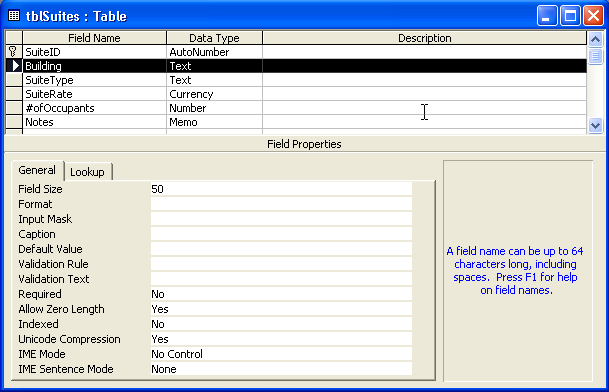 tblSuites : Table
Field Name Data Type Description
SuiteID AutoNumber
Building Text
SuiteType Text
SuiteRate Currency
#ofOccupants Number
Notes Memo
Field Properties
General Lookup
Field Size 50
Format
Input Mask
Caption
Default Value
Validation Rule
Validation Text
Required No
Allow Zero Length Yes
Indexed No
Unicode Compression Yes
IME Mode No Control
IME Sentence Mode None
A field name can be up to 64
characters long, including
spaces. Press F1 for help
on field names.